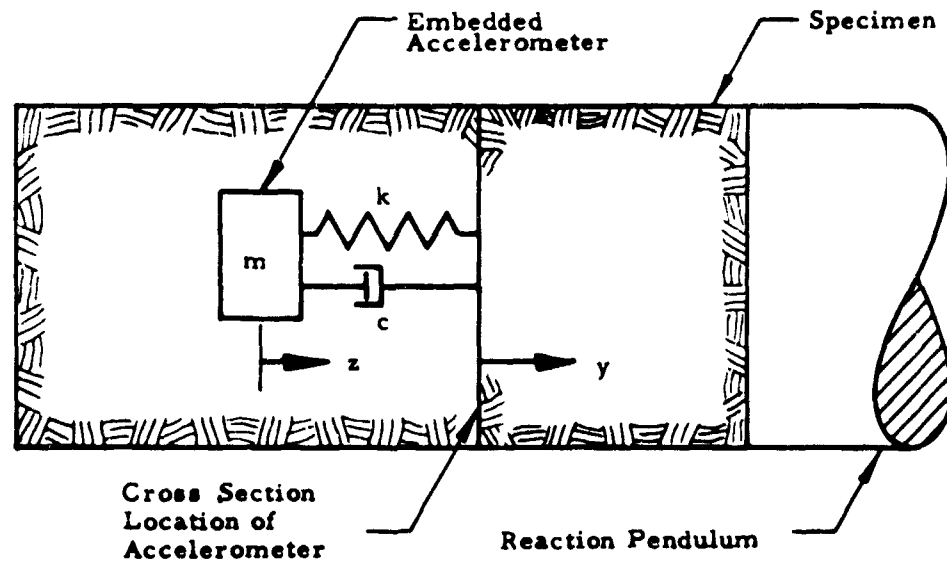 Embedded
Accelerometer
Specimen
k
m
c
z
y
Cross Section
Location of
Accelerometer
Reaction Pendulum